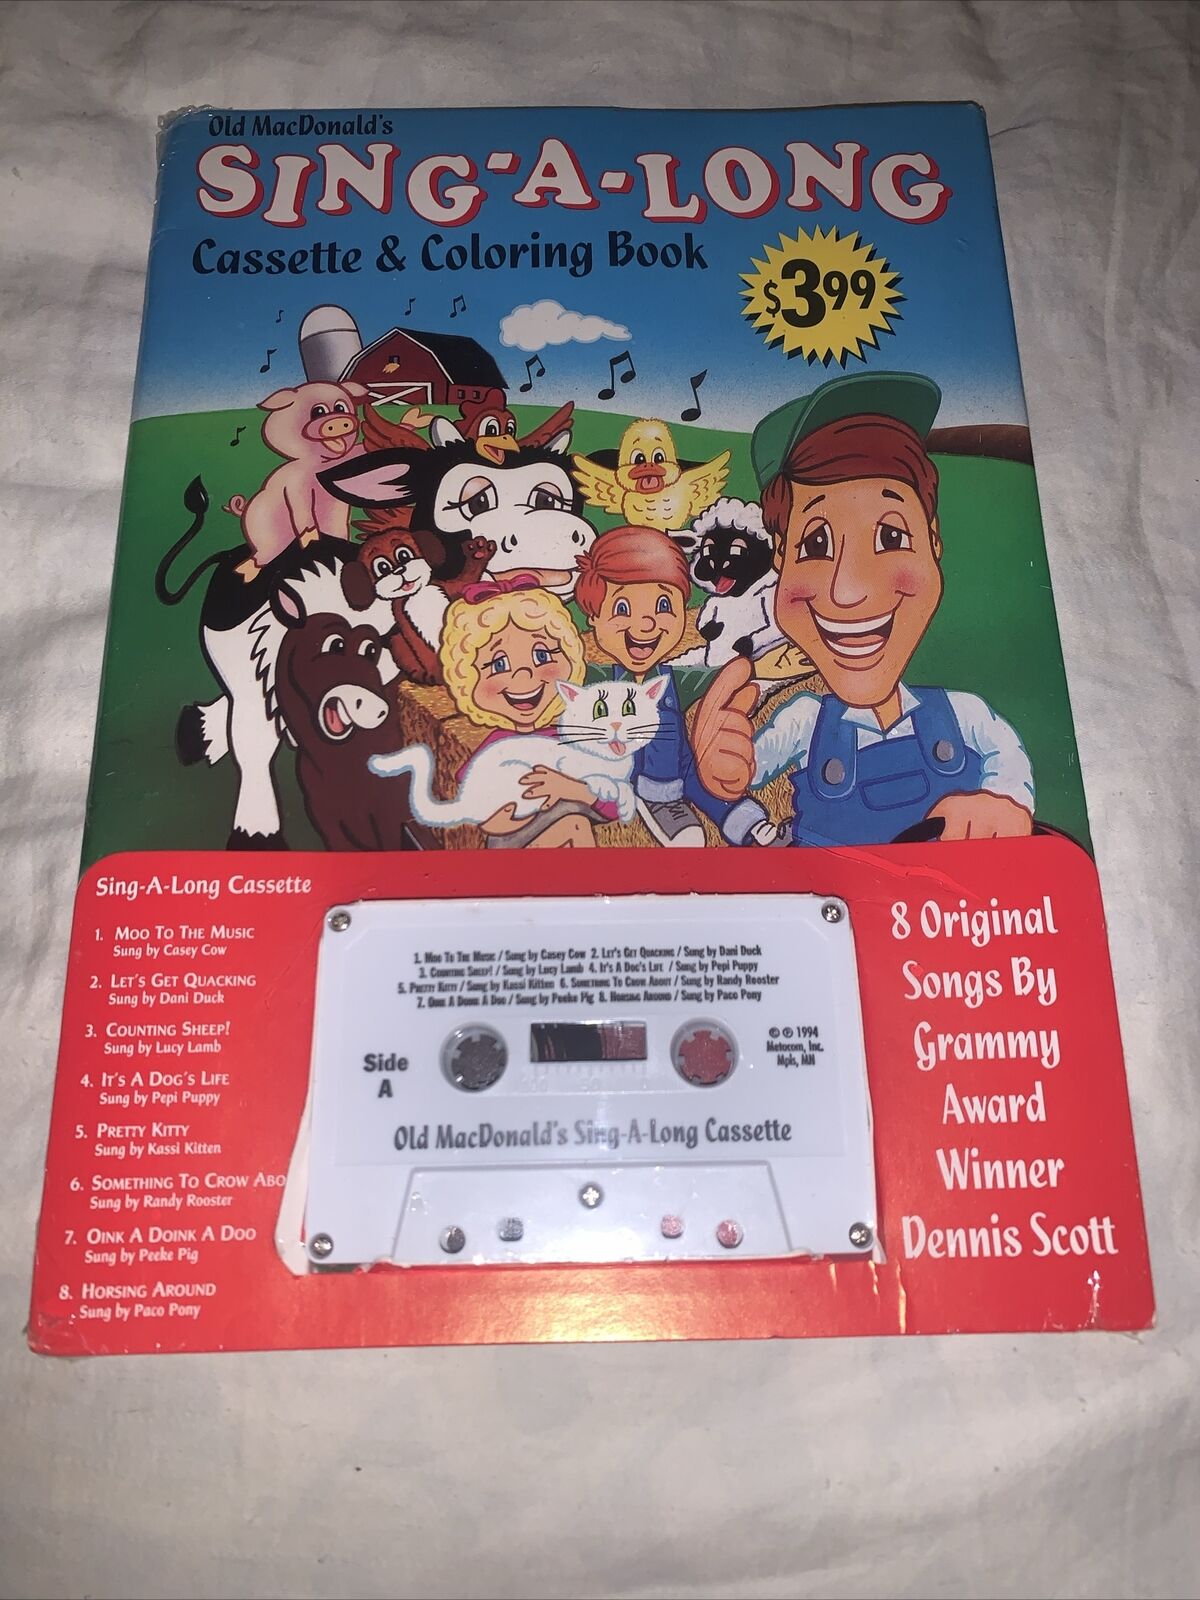 Old MacDonald's
SING-A-LONG
Cassette & Coloring Book
$3.99
Sing-A-Long Cassette
1. MOO TO THE MUSIC
Sung by Casey Cow
2. LET'S GET QUACKING
Sung by Dani Duck
3. COUNTING SHEEP!
Sung by Lucy Lamb
4. IT'S A DOG'S LIFE
Sung by Pepi Puppy
5. PRETTY KITTY
Sung by Kassi Kitten
6. SOMETHING TO CROW ABO
Sung by Randy Rooster
7. OINK A DOINK A DOO
Sung by Peeke Pig
8. HORSING AROUND
Sung by Paco Pony
1. MOO TO THE MUSIC / Sung by Casey Cow 2. LET'S GET QUACKING / Sung by Dani Duck
3. COUNTING SHEEP! / Sung by Lucy Lamb 4. IT'S A DOG'S LIFE / Sung by Pepi Puppy
5. PRETTY KITTY / Sung by Kassi Kitten 6. SOMETHING TO CROW ABOUT / Sung by Randy Rooster
7. OINK A DOINK A DOO / Sung by Peeke Pig 8. HORSING AROUND / Sung by Paco Pony
Side
A
© ℗ 1994
Metacom, Inc.
Mpls, MN
100 50
Old MacDonald's Sing-A-Long Cassette
8 Original
Songs By
Grammy
Award
Winner
Dennis Scott